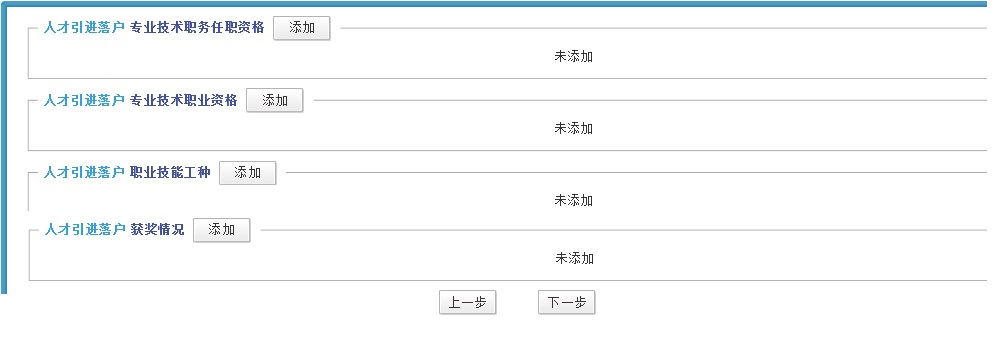 人才引进落户 专业技术职务任职资格 添加
未添加
人才引进落户 专业技术职业资格 添加
未添加
人才引进落户 职业技能工种 添加
未添加
人才引进落户 获奖情况 添加
未添加
上一步 下一步